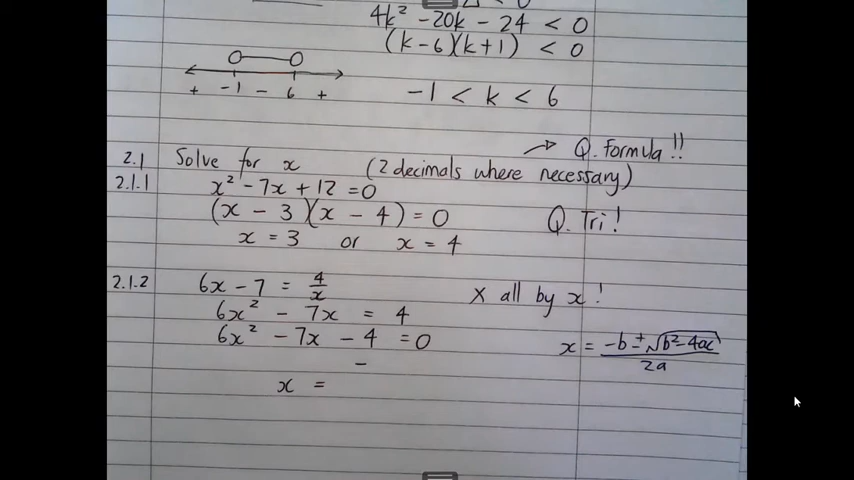 4k² - 20k - 24 < 0
(k - 6)(k + 1) < 0
+ -1 - 6 + -1 < k < 6
→ Q. formula!!
2.1 Solve for x (2 decimals where necessary)
2.1.1 x² - 7x + 12 = 0
(x - 3)(x - 4) = 0 Q. Tri!
x = 3 or x = 4
2.1.2 6x - 7 = 4/x x all by x!
6x² - 7x = 4
6x² - 7x - 4 = 0 x = -b ± √b² - 4ac / 2a
-
x =